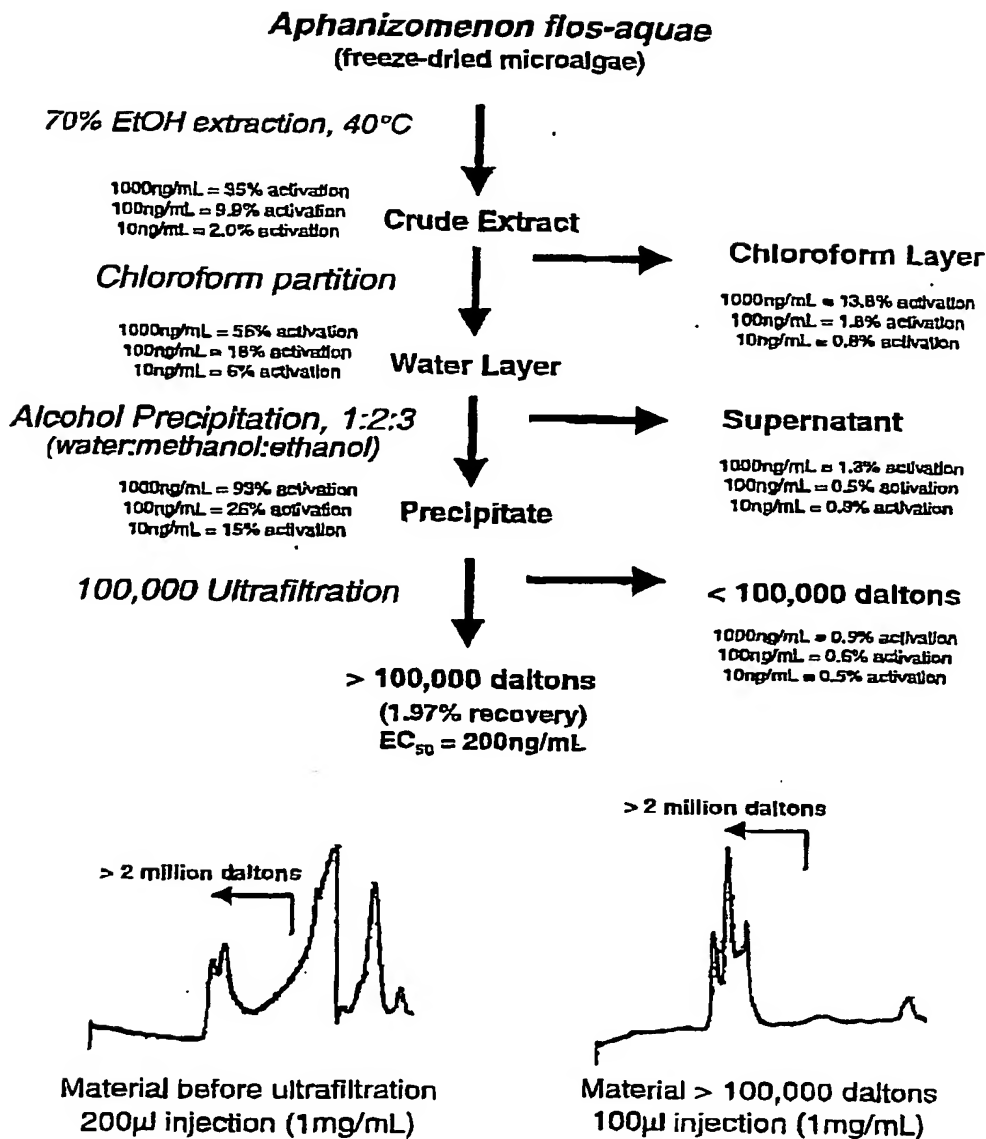 Aphanizomenon flos-aquae
(freeze-dried microalgae)
70% EtOH extraction, 40°C
1000ng/mL = 35% activation
100ng/mL = 9.9% activation
10ng/mL = 2.0% activation
Crude Extract
Chloroform partition
Chloroform Layer
1000ng/mL = 13.8% activation
100ng/mL = 1.8% activation
10ng/mL = 0.8% activation
1000ng/mL = 56% activation
100ng/mL = 18% activation
10ng/mL = 6% activation
Water Layer
Alcohol Precipitation, 1:2:3
(water:methanol:ethanol)
Supernatant
1000ng/mL = 1.3% activation
100ng/mL = 0.5% activation
10ng/mL = activation
1000ng/mL = 93% activation
100ng/mL = 26% activation
10ng/mL = 15% activation
Precipitate
100,000 Ultrafiltration
< 100,000 daltons
1000ng/mL = 0.9% activation
100ng/mL = 0.6% activation
10ng/mL = 0.5% activation
> 100,000 daltons
(1.97% recovery)
EC50 = 200ng/mL
> 2 million daltons
> 2 million daltons
Material before ultrafiltration
200µl injection (1mg/mL)
Material > 100,000 daltons
100µl injection (1mg/mL)